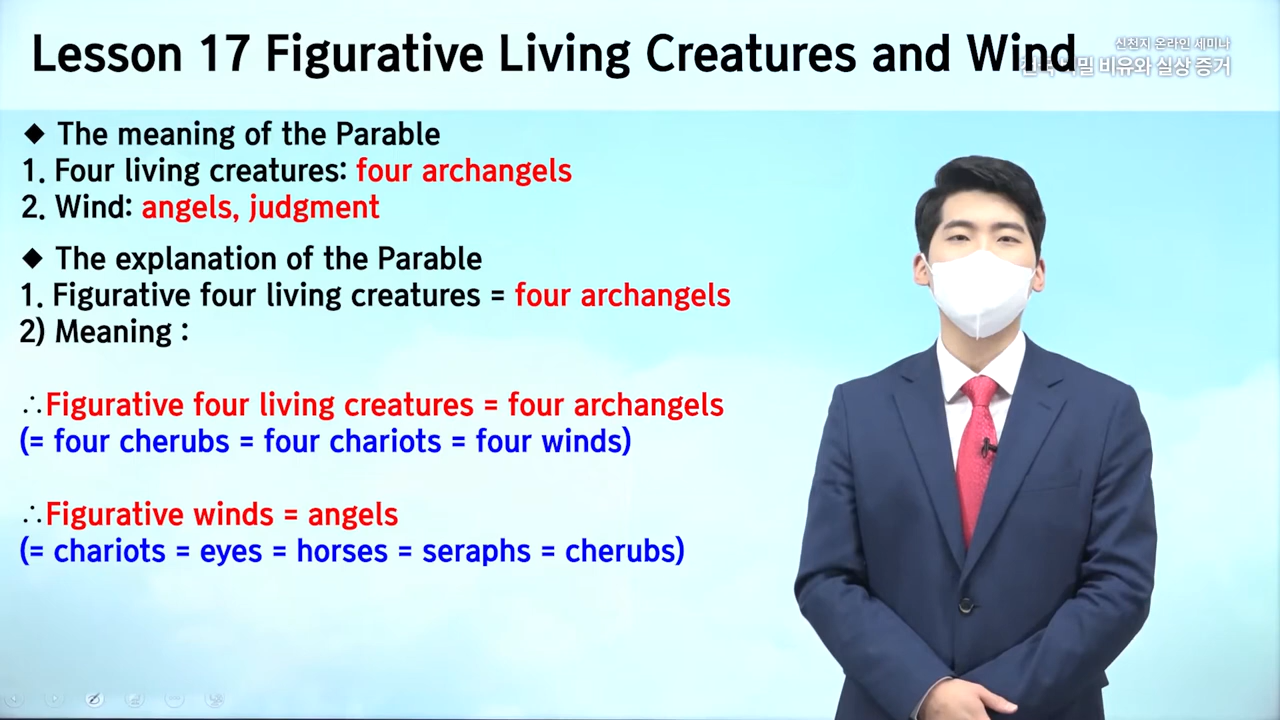 Lesson 17 Figurative Living Creatures and Wind
신천지 온라인 세미나
비유와 실상 증거
◆ The meaning of the Parable
1. Four living creatures: four archangels
2. Wind: angels, judgment
◆ The explanation of the Parable
1. Figurative four living creatures = four archangels
2) Meaning :
∴Figurative four living creatures = four archangels
(= four cherubs = four chariots = four winds)
∴Figurative winds = angels
(= chariots = eyes = horses = seraphs = cherubs)